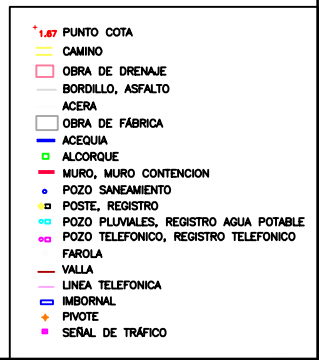 1.67 PUNTO COTA
CAMINO
OBRA DE DRENAJE
BORDILLO, ASFALTO
ACERA
OBRA DE FÁBRICA
ACEQUIA
ALCORQUE
MURO, MURO CONTENCION
POZO SANEAMIENTO
POSTE, REGISTRO
POZO PLUVIALES, REGISTRO AGUA POTABLE
POZO TELEFONICO, REGISTRO TELEFONICO
FAROLA
VALLA
LINEA TELEFONICA
IMBORNAL
PIVOTE
SEÑAL DE TRÁFICO